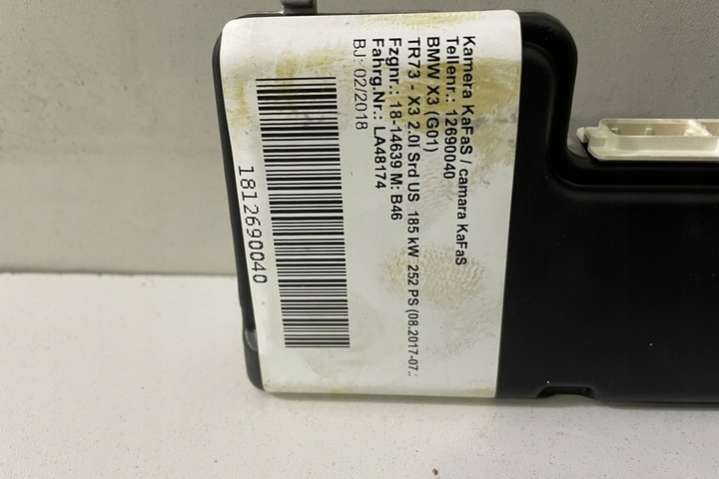 Kamera KaFaS / camara KaFaS
Teilenr.: 12690040
BMW X3 (G01)
TR73 - X3 2.0i Srd US 185 kW 252 PS (08.2017-07.:
Fzgnr.: 18-14639 M: B46
Fahrg.Nr.: LA48174
BJ: 02/2018
1812690040